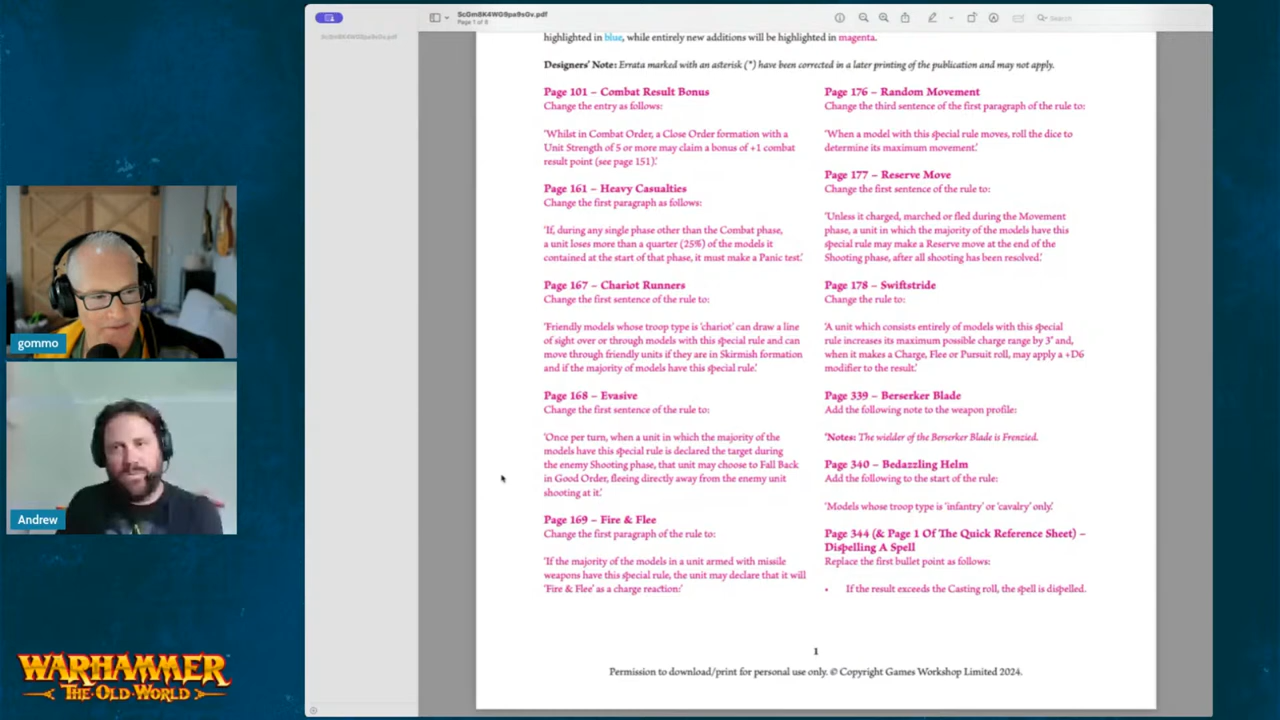 ScGm8K4WG9pa9sOv.pdf
Page 1 of 9
Search
ScGm8K4WG9pa9sOv.pdf
highlighted in blue, while entirely new additions will be highlighted in magenta.
Designers' Note: Errata marked with an asterisk (*) have been corrected in a later printing of the publication and may not apply.
Page 101 – Combat Result Bonus
Change the entry as follows:
'Whilst in Combat Order, a Close Order formation with a
Unit Strength of 5 or more may claim a bonus of +1 combat
result point (see page 151).'
Page 161 – Heavy Casualties
Change the first paragraph as follows:
'If, during any single phase other than the Combat phase,
a unit loses more than a quarter (25%) of the models it
contained at the start of that phase, it must make a Panic test.'
Page 167 – Chariot Runners
Change the first sentence of the rule to:
'Friendly models whose troop type is 'chariot' can draw a line
of sight over or through models with this special rule and can
move through friendly units if they are in Skirmish formation
and if the majority of models have this special rule.'
Page 168 – Evasive
Change the first sentence of the rule to:
'Once per turn, when a unit in which the majority of the
models have this special rule is declared the target during
the enemy Shooting phase, that unit may choose to Fall Back
in Good Order, fleeing directly away from the enemy unit
shooting at it.'
Page 169 – Fire & Flee
Change the first paragraph of the rule to:
'If the majority of the models in a unit armed with missile
weapons have this special rule, the unit may declare that it will
'Fire & Flee' as a charge reaction:'
Page 176 – Random Movement
Change the third sentence of the first paragraph of the rule to:
'When a model with this special rule moves, roll the dice to
determine its maximum movement.'
Page 177 – Reserve Move
Change the first sentence of the rule to:
'Unless it charged, marched or fled during the Movement
phase, a unit in which the majority of the models have this
special rule may make a Reserve move at the end of the
Shooting phase, after all shooting has been resolved.'
Page 178 – Swiftstride
Change the rule to:
'A unit which consists entirely of models with this special
rule increases its maximum possible charge range by 3" and,
when it makes a Charge, Flee or Pursuit roll, may apply a +D6
modifier to the result.'
Page 339 – Berserker Blade
Add the following note to the weapon profile:
'Notes: The wielder of the Berserker Blade is Frenzied.
Page 340 – Bedazzling Helm
Add the following to the start of the rule:
'Models whose troop type is 'infantry' or 'cavalry' only.'
Page 344 (& Page 1 Of The Quick Reference Sheet) –
Dispelling A Spell
Replace the first bullet point as follows:
• If the result exceeds the Casting roll, the spell is dispelled.
1
Permission to download/print for personal use only. © Copyright Games Workshop Limited 2024.
gommo
Andrew
WARHAMMER
THE OLD WORLD